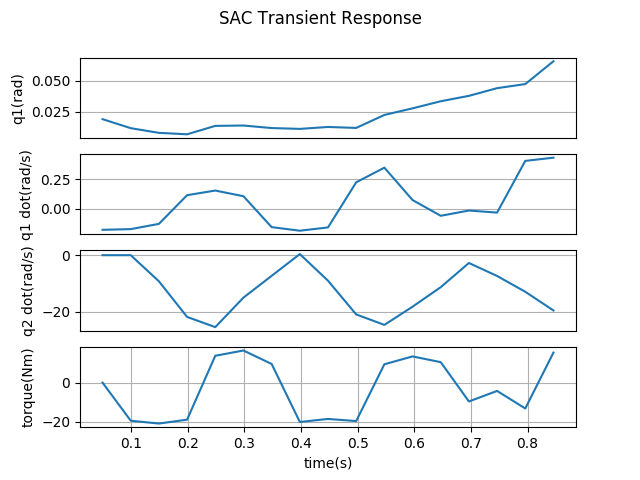 SAC Transient Response
q1(rad)
0.050
0.025
q1 dot(rad/s)
0.25
0.00
q2 dot(rad/s)
0
−20
torque(Nm)
0
−20
0.1 0.2 0.3 0.4 0.5 0.6 0.7 0.8
time(s)